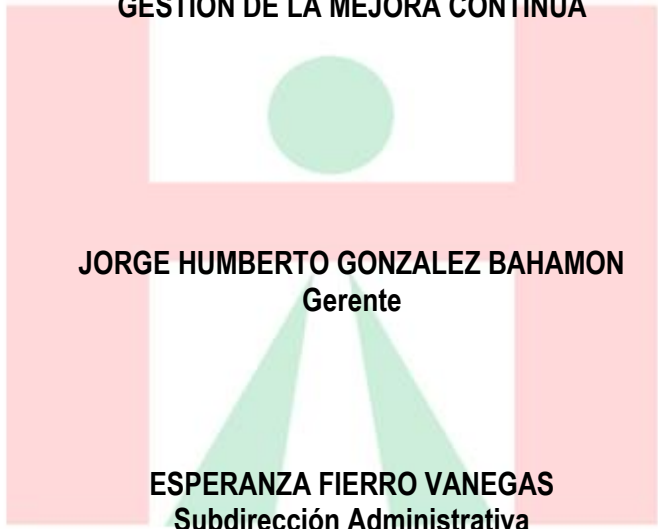 GESTION DE LA MEJORA CONTINUA
JORGE HUMBERTO GONZALEZ BAHAMON
Gerente
ESPERANZA FIERRO VANEGAS
Subdirección Administrativa